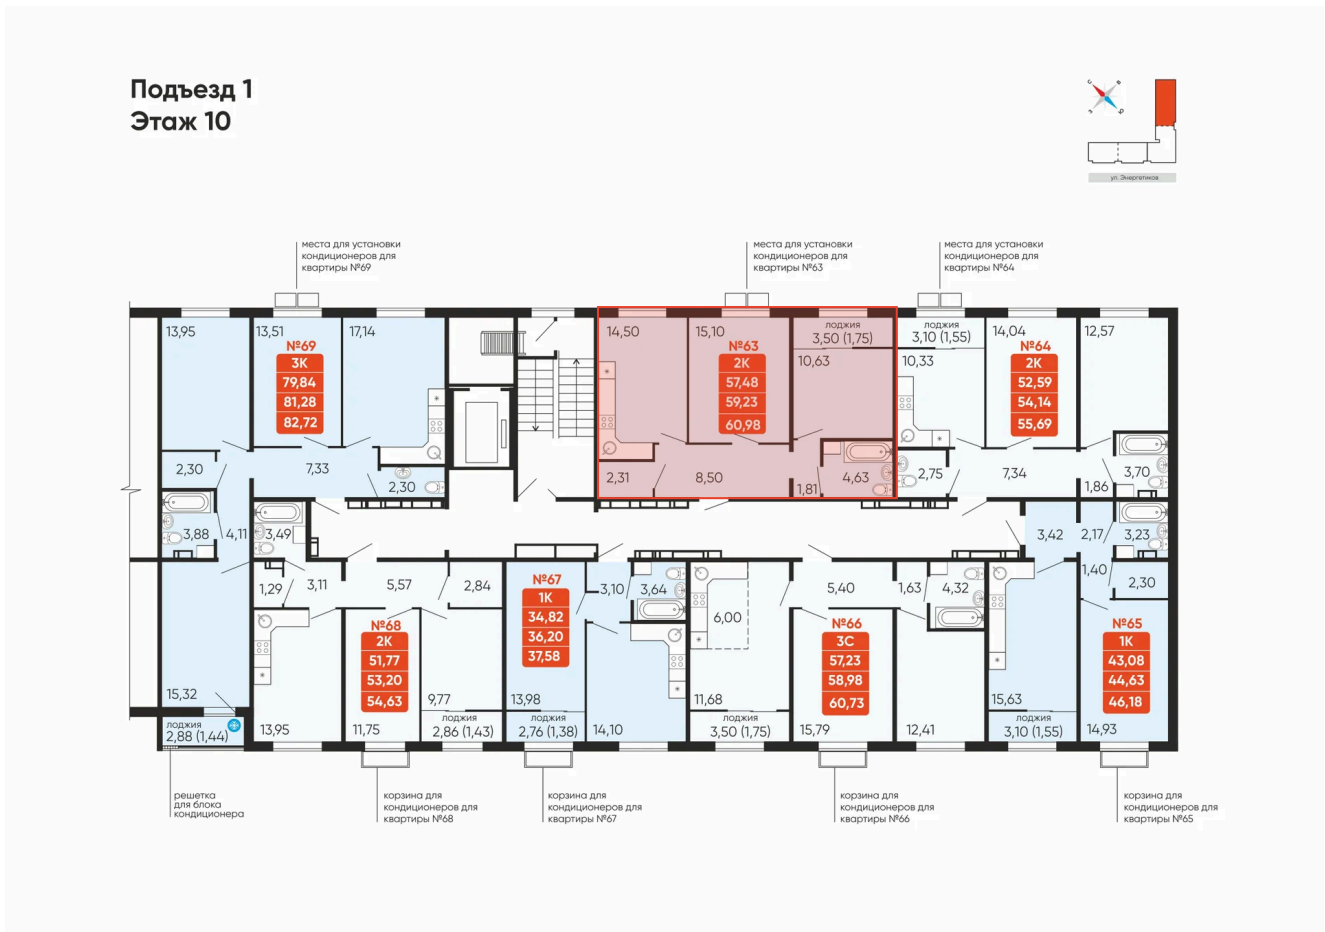 Подъезд 1
Этаж 10
с
в
з
ю
ул. Энергетиков
места для установки
кондиционеров для
квартиры №69
места для установки
кондиционеров для
квартиры №63
места для установки
кондиционеров для
квартиры №64
13,95
13,51
17,14
№69
3К
79,84
81,28
82,72
2,30
7,33
2,30
3,88
4,11
3,49
15,32
лоджия
2,88 (1,44)
14,50
15,10
лоджия
3,50 (1,75)
10,63
№63
2К
57,48
59,23
60,98
2,31
8,50
1,81
4,63
лоджия
3,10 (1,55)
10,33
14,04
12,57
№64
2К
52,59
54,14
55,69
2,75
7,34
1,86
3,70
1,29
3,11
5,57
2,84
№68
2К
51,77
53,20
54,63
13,95
11,75
9,77
лоджия
2,86 (1,43)
№67
1К
34,82
36,20
37,58
3,10
3,64
13,98
лоджия
2,76 (1,38)
14,10
6,00
11,68
лоджия
3,50 (1,75)
5,40
1,63
4,32
№66
3С
57,23
58,98
60,73
15,79
12,41
3,42
2,17
3,23
1,40
2,30
№65
1К
43,08
44,63
46,18
15,63
лоджия
3,10 (1,55)
14,93
решетка
для блока
кондиционера
корзина для
кондиционеров для
квартиры №68
корзина для
кондиционеров для
квартиры №67
корзина для
кондиционеров для
квартиры №66
корзина для
кондиционеров для
квартиры №65